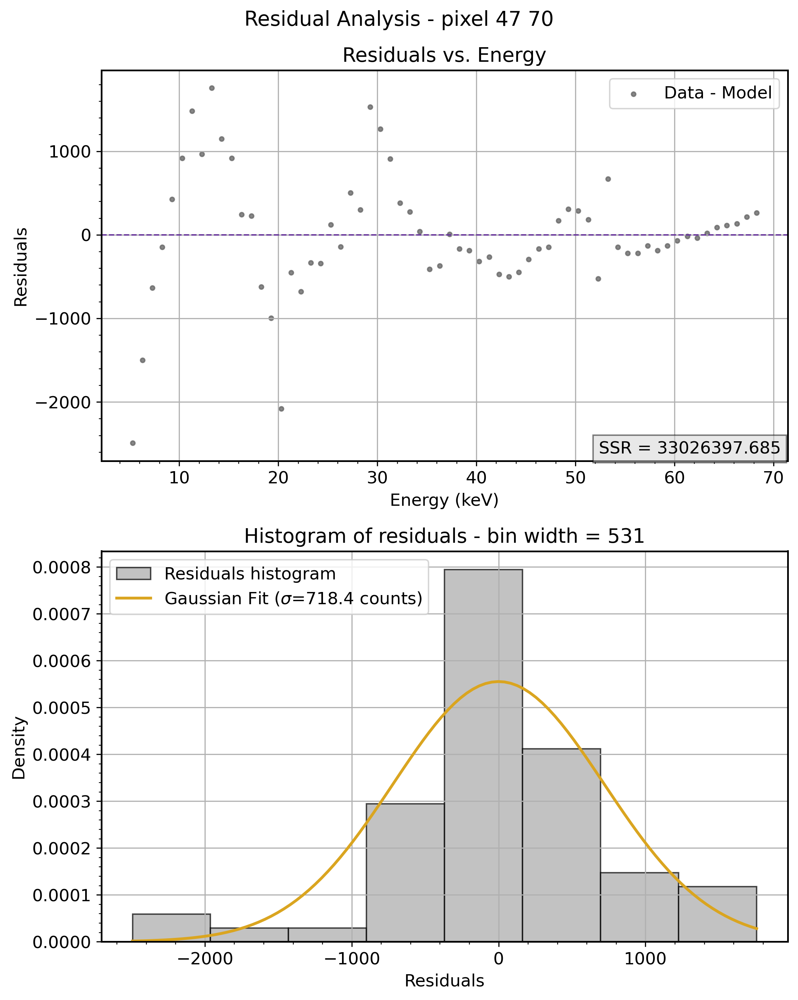 Residual Analysis - pixel 47 70
Residuals vs. Energy
Data - Model
1000
0
−1000
−2000
Residuals
SSR = 33026397.685
10 20 30 40 50 60 70
Energy (keV)
Histogram of residuals - bin width = 531
Residuals histogram
Gaussian Fit (σ=718.4 counts)
0.0008
0.0007
0.0006
0.0005
0.0004
0.0003
0.0002
0.0001
0.0000
Density
−2000 −1000 0 1000
Residuals